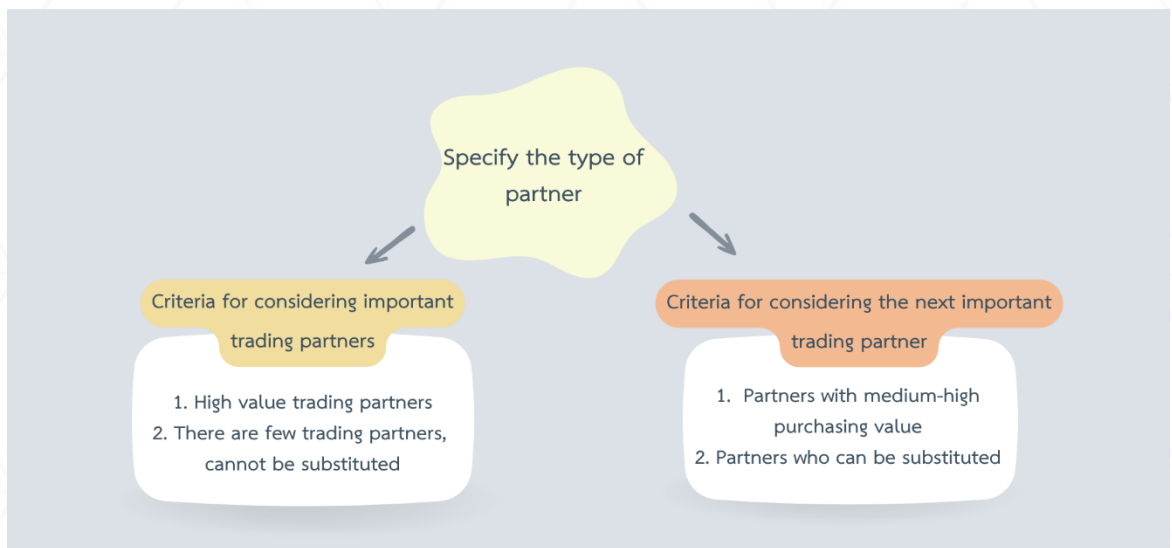 Specify the type of
partner
Criteria for considering important
trading partners
1. High value trading partners
2. There are few trading partners,
cannot be substituted
Criteria for considering the next important
trading partner
1. Partners with medium-high
purchasing value
2. Partners who can be substituted